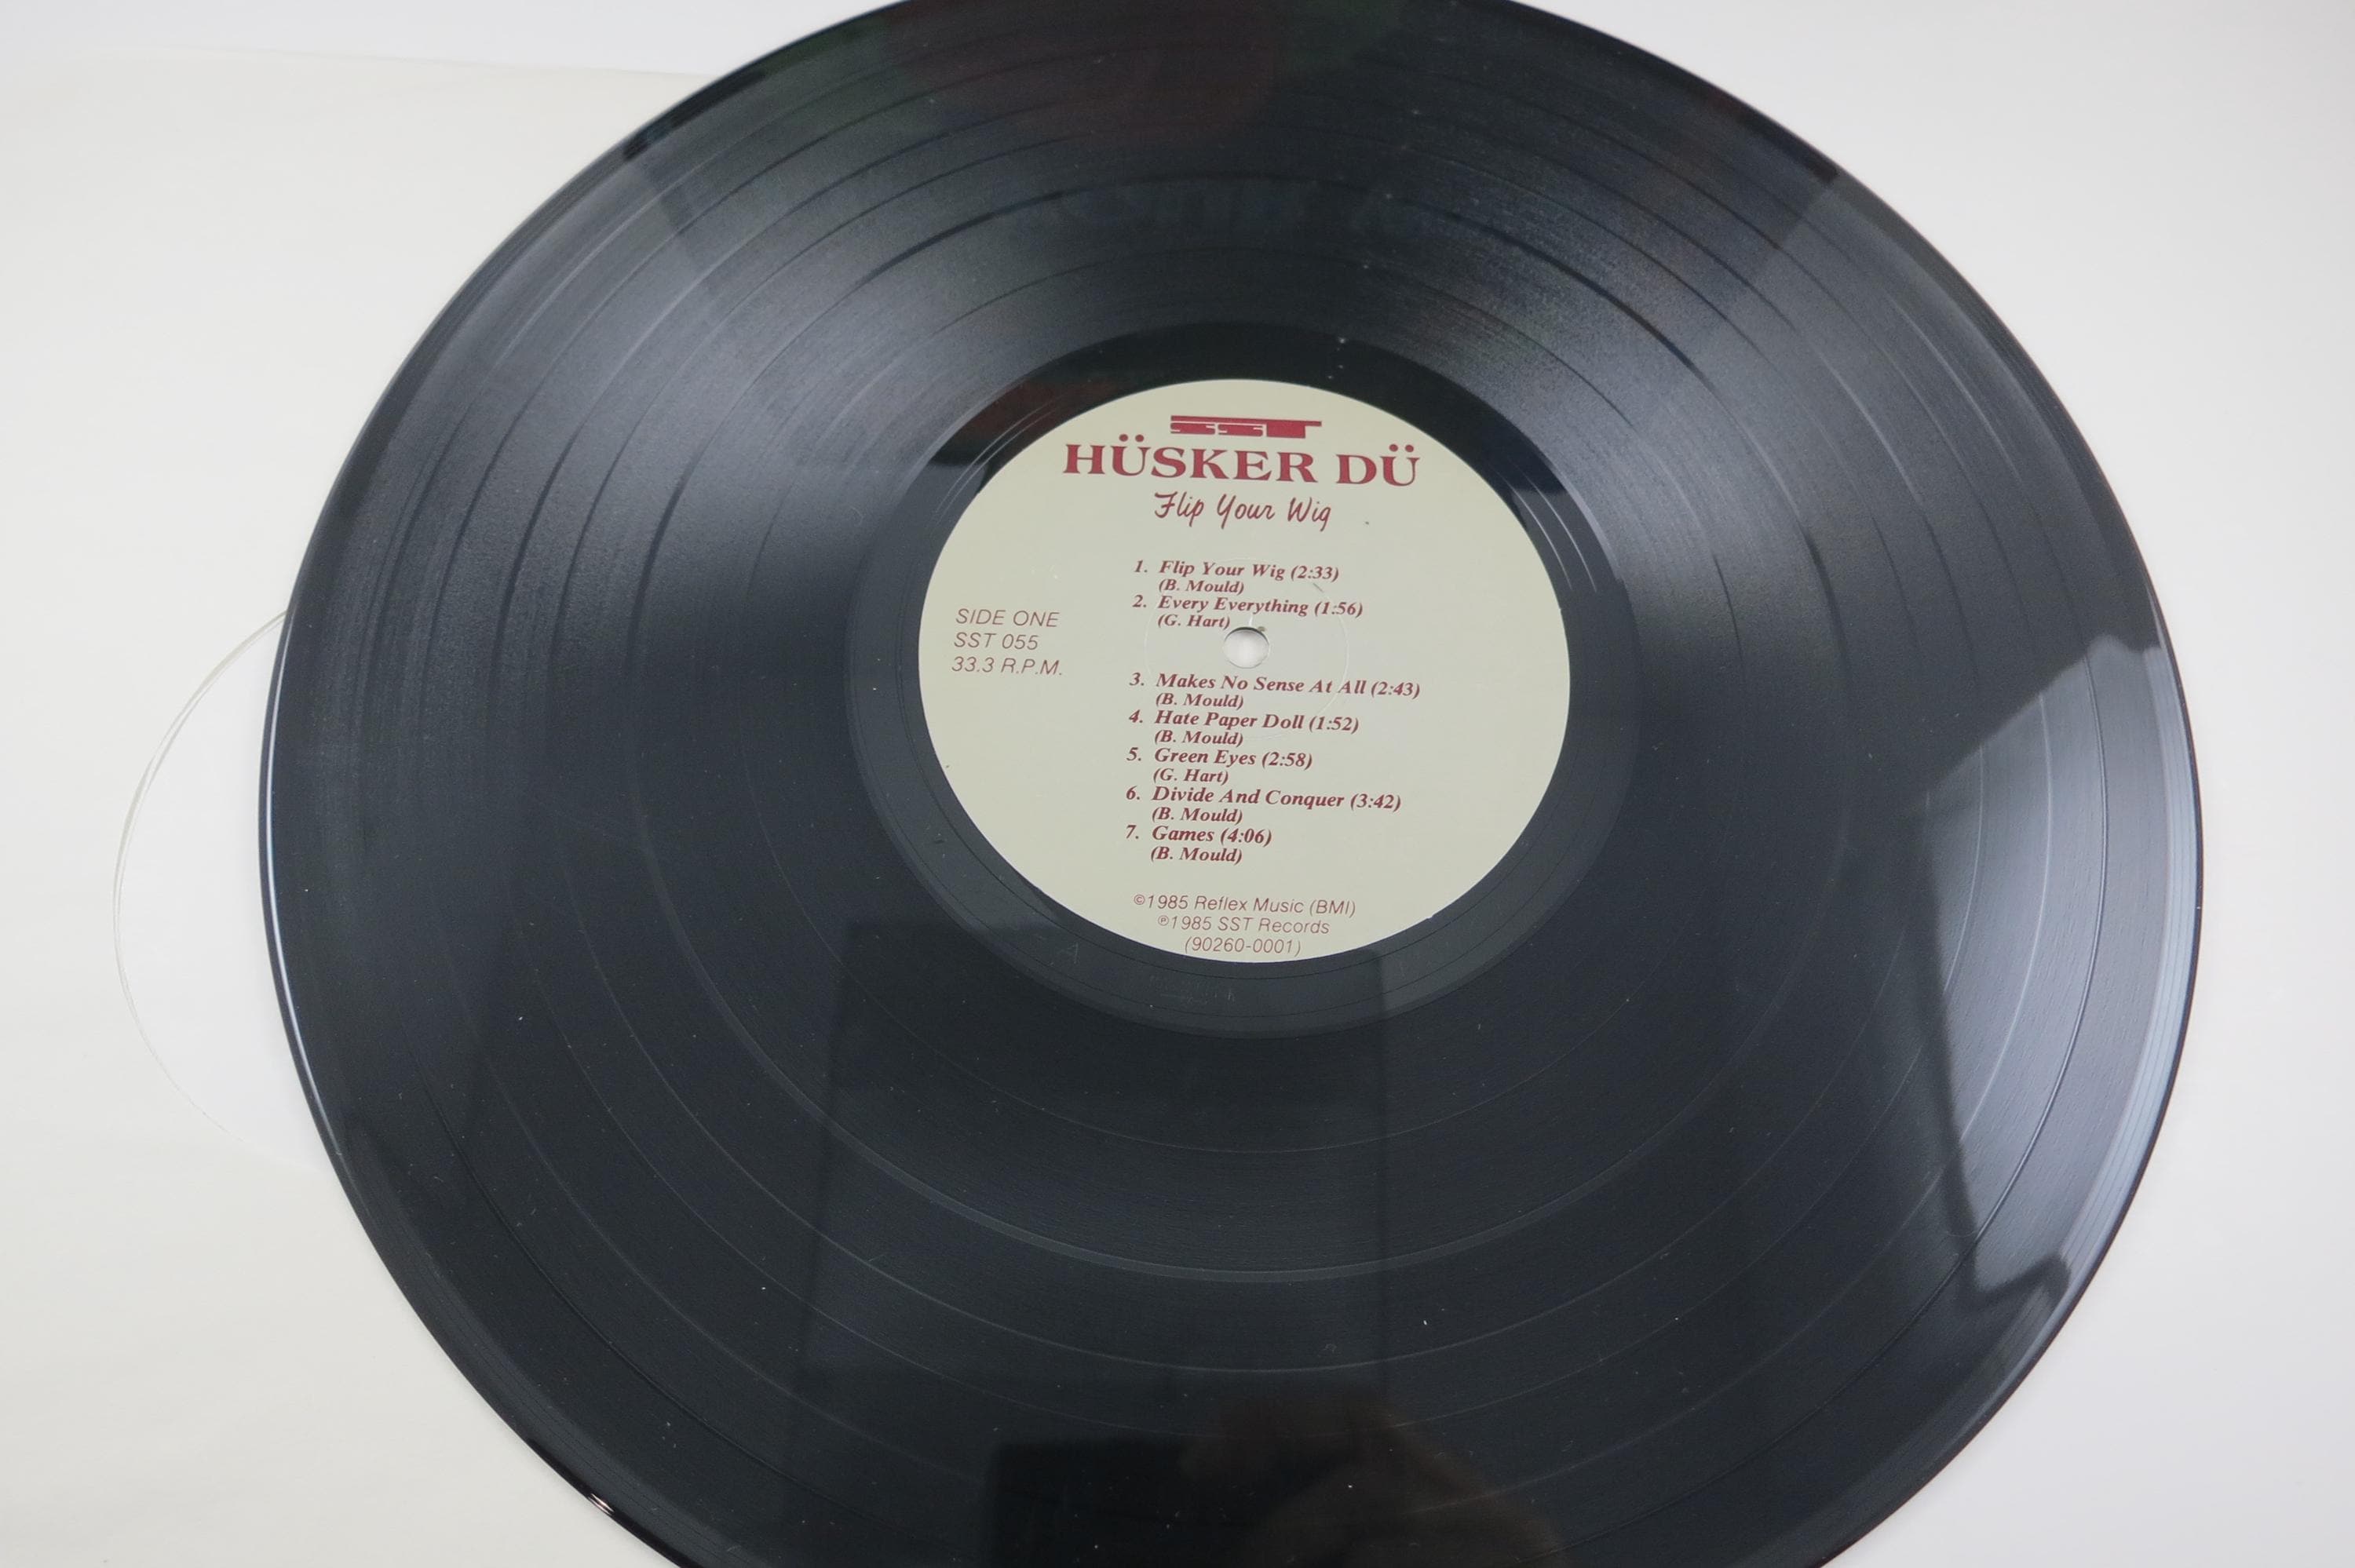 SST
HÜSKER DÜ
Flip Your Wig
1. Flip Your Wig (2:33)
(B. Mould)
2. Every Everything (1:56)
(G. Hart)
SIDE ONE
SST 055
33.3 R.P.M.
3. Makes No Sense At All (2:43)
(B. Mould)
4. Hate Paper Doll (1:52)
(B. Mould)
5. Green Eyes (2:58)
(G. Hart)
6. Divide And Conquer (3:42)
(B. Mould)
7. Games (4:06)
(B. Mould)
©1985 Reflex Music (BMI)
℗1985 SST Records
(90260-0001)
A